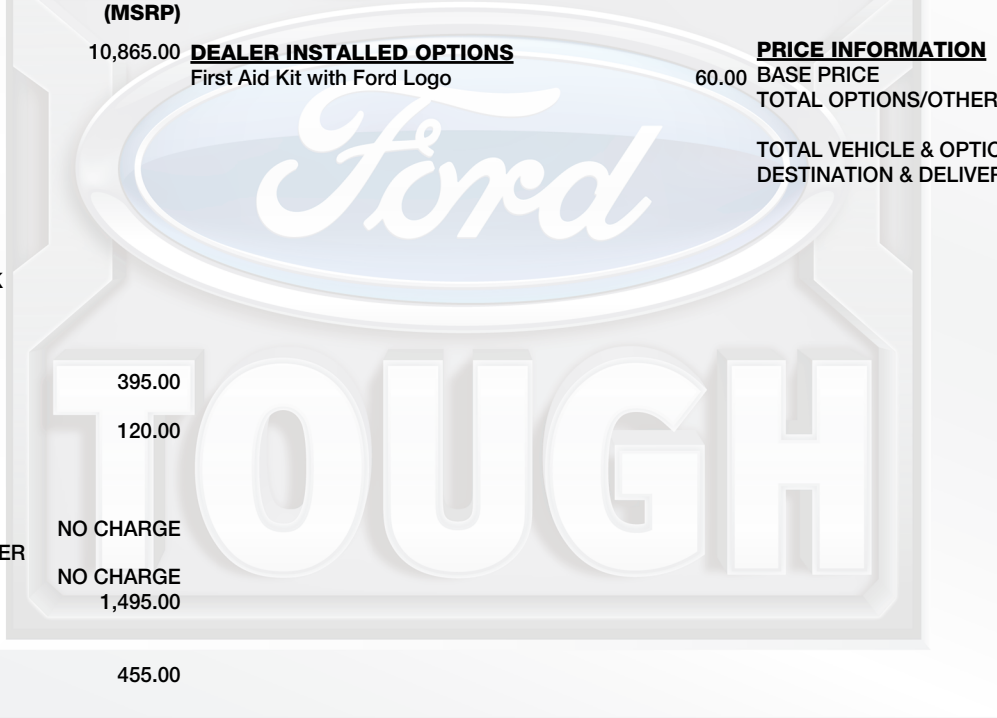 (MSRP)
10,865.00 DEALER INSTALLED OPTIONS
First Aid Kit with Ford Logo 60.00
PRICE INFORMATION
BASE PRICE
TOTAL OPTIONS/OTHER
TOTAL VEHICLE & OPTIO
DESTINATION & DELIVER
Ford
395.00
TOUGH
120.00
NO CHARGE
ER
NO CHARGE
1,495.00
455.00